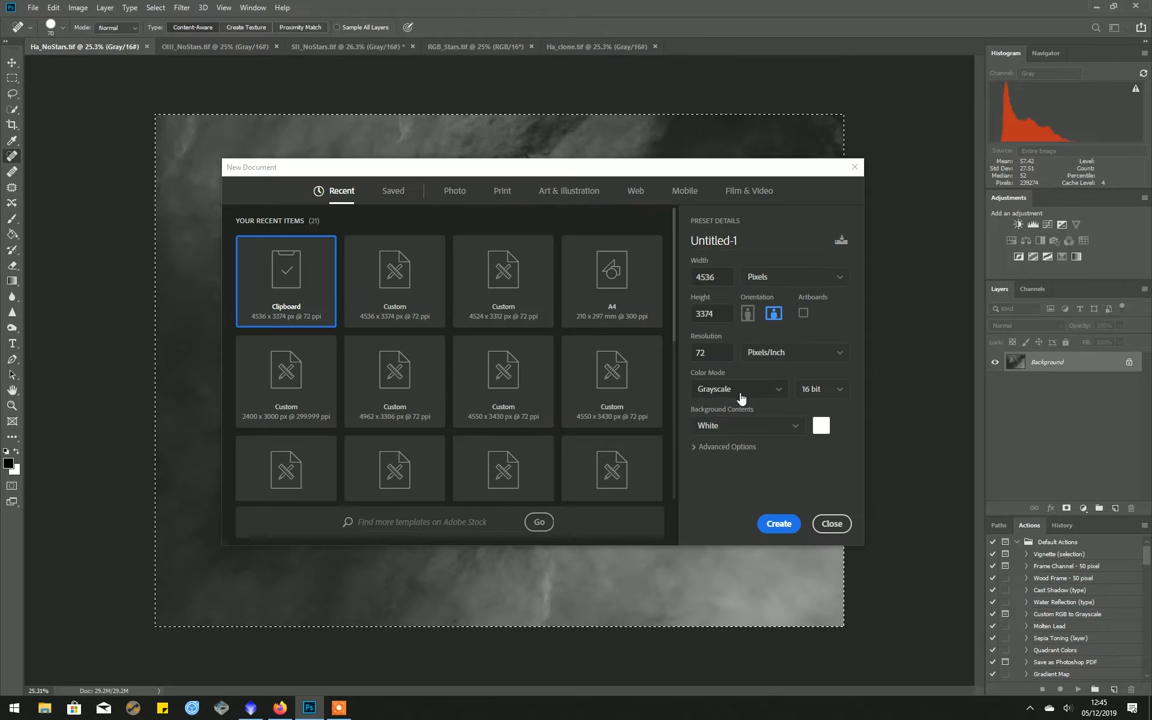 File Edit Image Layer Type Select Filter 3D View Window Help
70 Mode: Normal Type: Content-Aware Create Texture Proximity Match Sample All Layers
Ha_NoStars.tif @ 25.3% (Gray/16#) × OIII_NoStars.tif @ 25% (Gray/16#) × SII_NoStars.tif @ 26.3% (Gray/16#) * × RGB_Stars.tif @ 25% (RGB/16*) × Ha_clone.tif @ 25.3% (Gray/16#) ×
Histogram Navigator
Channel: Gray
Source: Entire Image
Mean: 57.42 Level:
Std Dev: 27.51 Percentile:
Median: 52
Pixels: 239274 Cache Level: 4
Adjustments
Add an adjustment
Layers Channels
Kind
Normal Opacity: 100%
Lock: Fill: 100%
Background
Paths Actions History
Default Actions
Vignette (selection)
Frame Channel - 50 pixel
Wood Frame - 50 pixel
Cast Shadow (type)
Water Reflection (type)
Custom RGB to Grayscale
Molten Lead
Sepia Toning (layer)
Quadrant Colors
Save as Photoshop PDF
Gradient Map
New Document
Recent Saved Photo Print Art & Illustration Web Mobile Film & Video
YOUR RECENT ITEMS (21)
Clipboard
4536 x 3374 px @ 72 ppi
Custom
4536 x 3374 px @ 72 ppi
Custom
4524 x 3312 px @ 72 ppi
A4
210 x 297 mm @ 300 ppi
Custom
2400 x 3000 px @ 299.999 ppi
Custom
4962 x 3306 px @ 72 ppi
Custom
4550 x 3430 px @ 72 ppi
Custom
4550 x 3430 px @ 72 ppi
Find more templates on Adobe Stock Go
PRESET DETAILS
Untitled-1
Width
4536 Pixels
Height Orientation Artboards
3374
Resolution
72 Pixels/Inch
Color Mode
Grayscale 16 bit
Background Contents
White
Advanced Options
Create Close
25.31% Doc: 29.2M/29.2M
12:45
05/12/2019